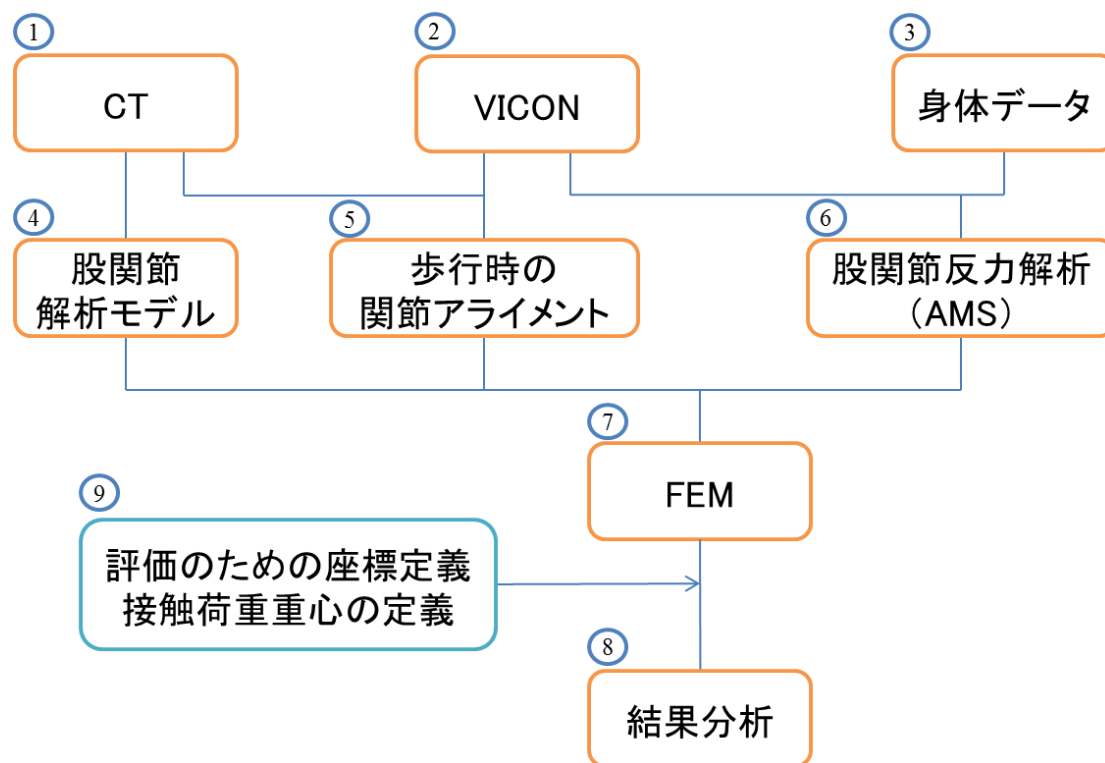 ①
CT
②
VICON
③
身体データ
④
股関節
解析モデル
⑤
歩行時の
関節アライメント
⑥
股関節反力解析
（AMS）
⑦
FEM
⑨
評価のための座標定義
接触荷重重心の定義
⑧
結果分析